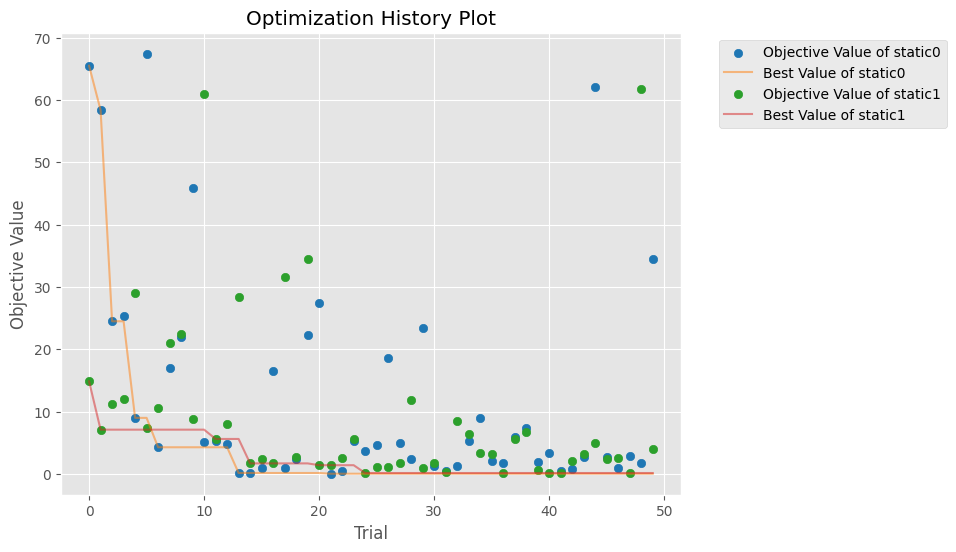 Optimization History Plot
70
60
50
40
30
20
10
0
Objective Value
0
10
20
30
40
50
Trial
Objective Value of static0
Best Value of static0
Objective Value of static1
Best Value of static1